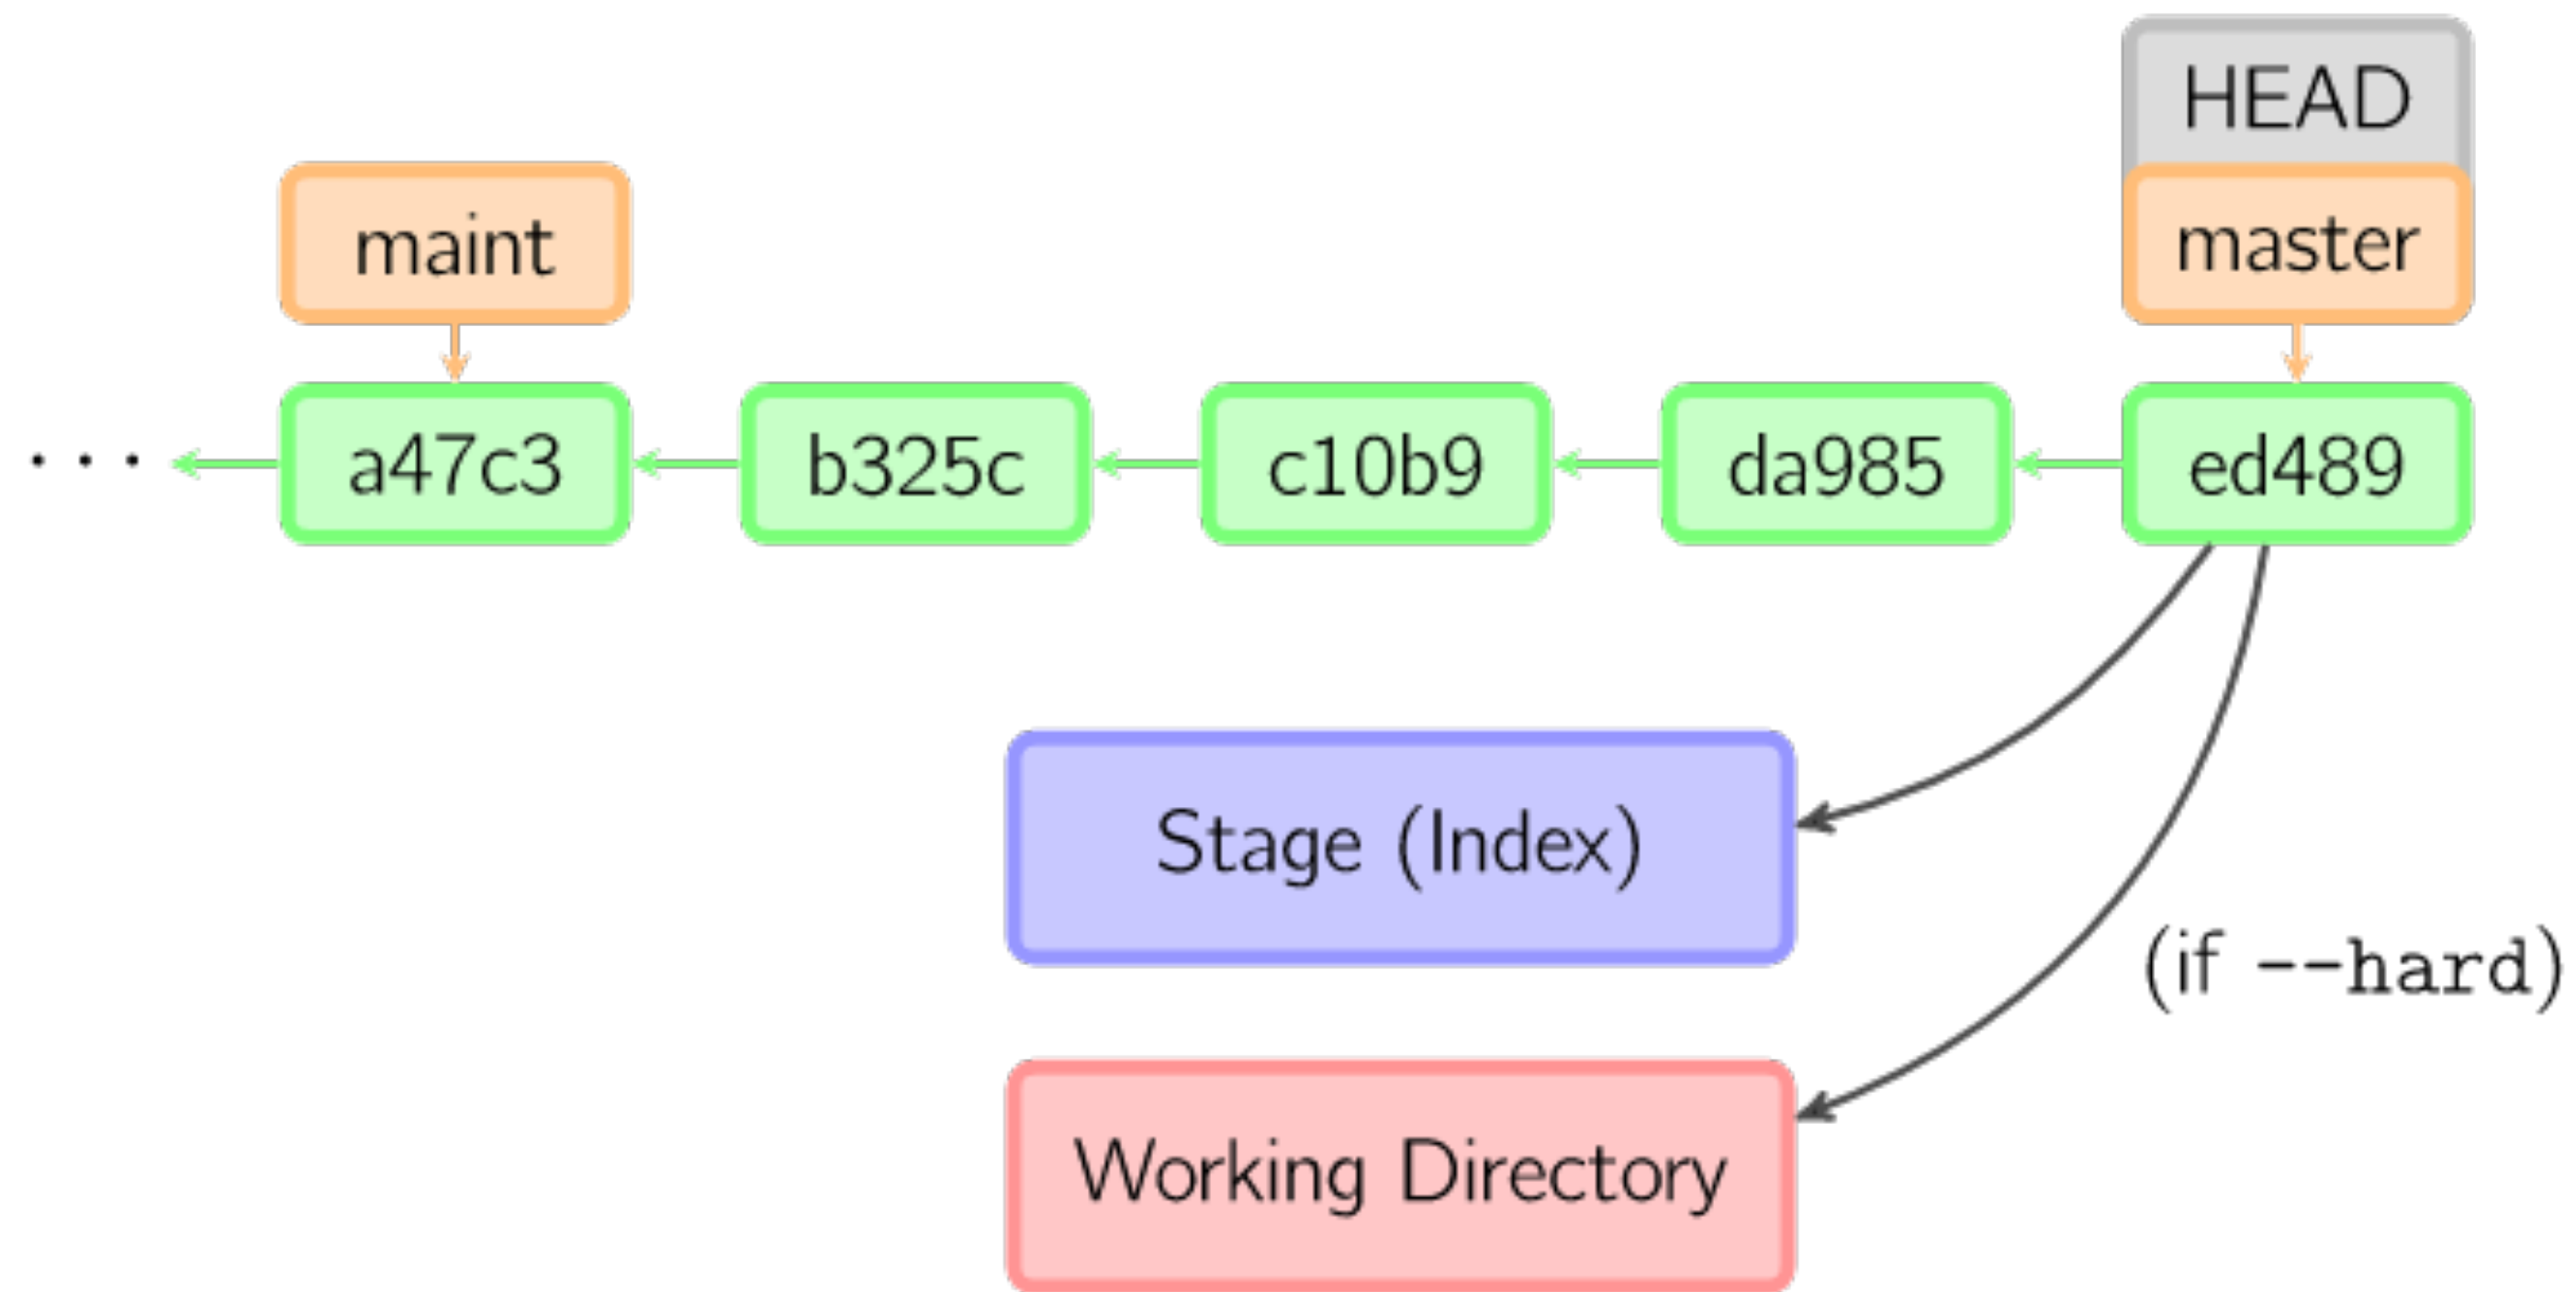 HEAD
maint
master
...
a47c3
b325c
c10b9
da985
ed489
Stage (Index)
(if --hard)
Working Directory